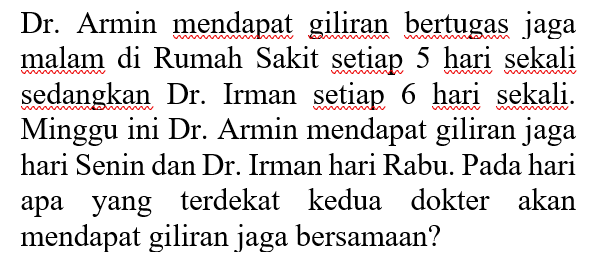 Dr. Armin mendapat giliran bertugas jaga
malam di Rumah Sakit setiap 5 hari sekali
sedangkan Dr. Irman setiap 6 hari sekali.
Minggu ini Dr. Armin mendapat giliran jaga
hari Senin dan Dr. Irman hari Rabu. Pada hari
apa yang terdekat kedua dokter akan
mendapat giliran jaga bersamaan?